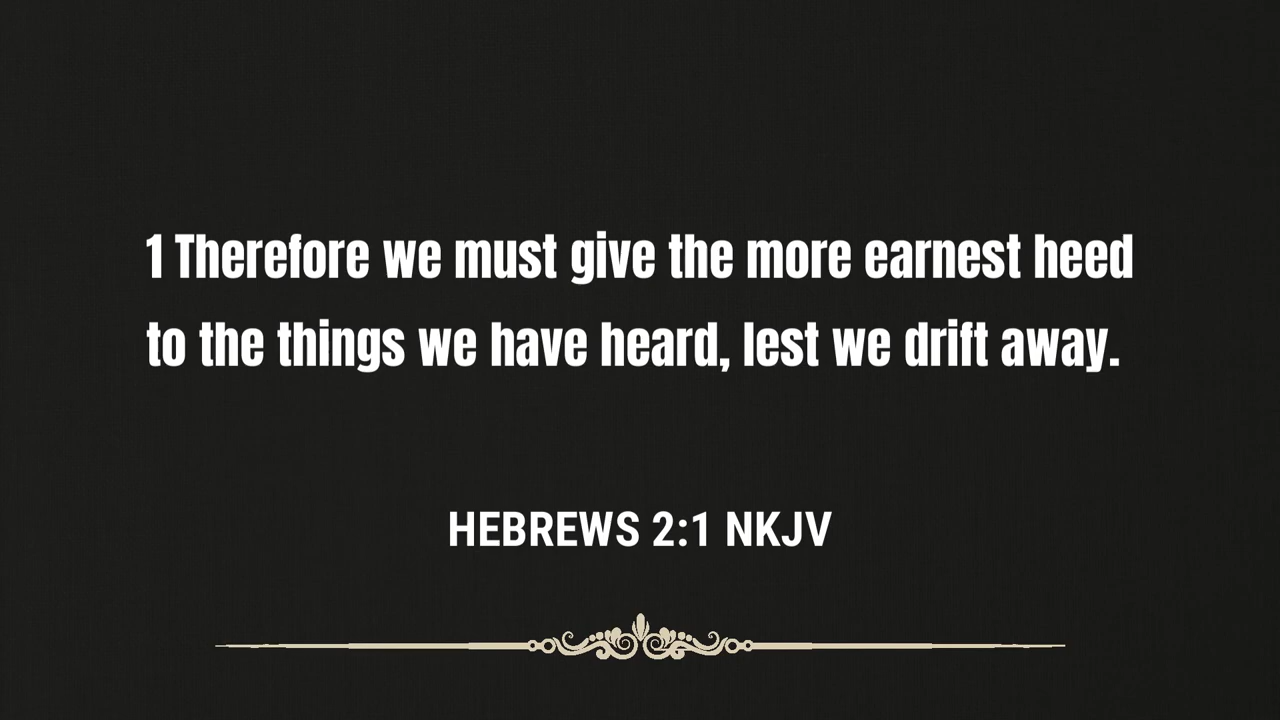 1 Therefore we must give the more earnest heed
to the things we have heard, lest we drift away.
HEBREWS 2:1 NKJV